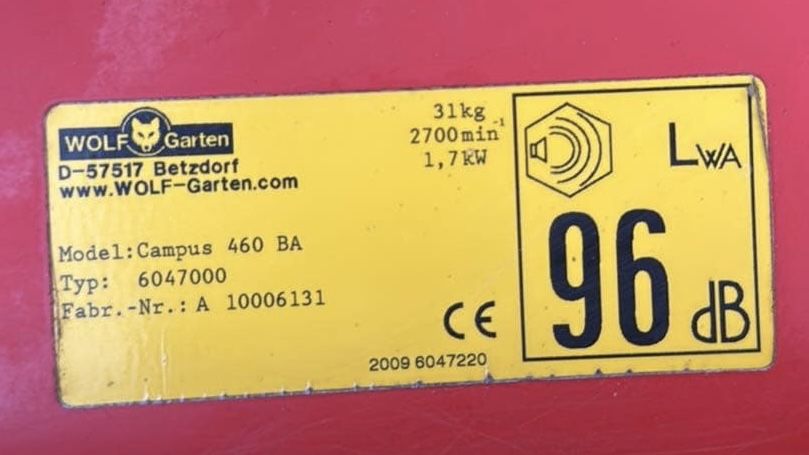 WOLF Garten
D-57517 Betzdorf
www.WOLF-Garten.com
31kg
2700min⁻¹
1,7kW
Model:Campus 460 BA
Typ: 6047000
Fabr.-Nr.: A 10006131
CE
2009 6047220
LWA
96
dB